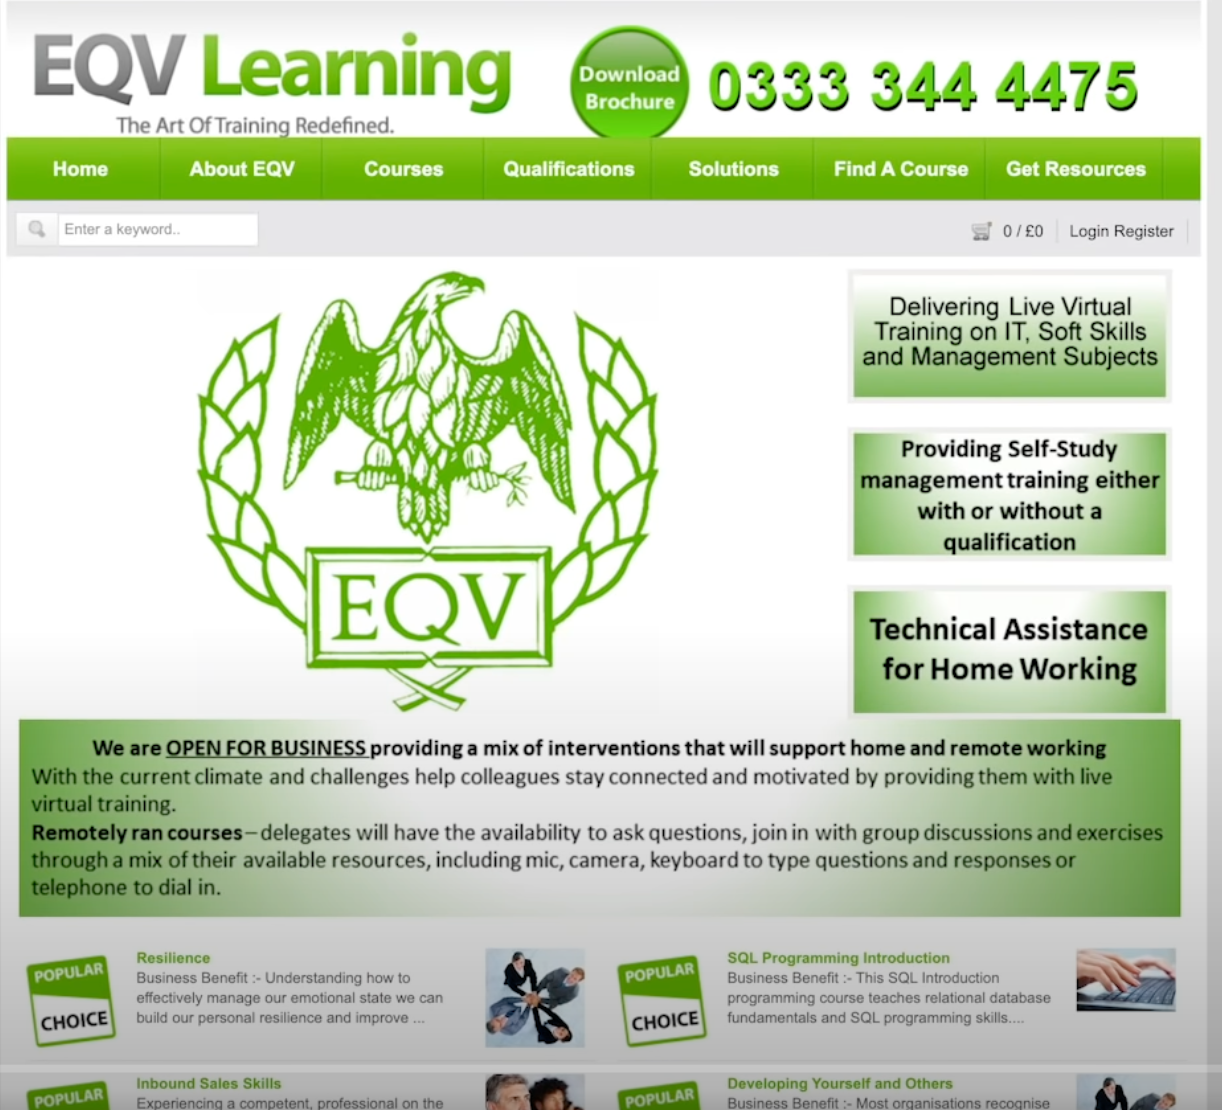 EQV Learning
The Art Of Training Redefined.
Download
Brochure
0333 344 4475
Home
About EQV
Courses
Qualifications
Solutions
Find A Course
Get Resources
Enter a keyword..
0 / £0
Login Register
EQV
Delivering Live Virtual
Training on IT, Soft Skills
and Management Subjects
Providing Self-Study
management training either
with or without a
qualification
Technical Assistance
for Home Working
We are OPEN FOR BUSINESS providing a mix of interventions that will support home and remote working
With the current climate and challenges help colleagues stay connected and motivated by providing them with live
virtual training.
Remotely ran courses – delegates will have the availability to ask questions, join in with group discussions and exercises
through a mix of their available resources, including mic, camera, keyboard to type questions and responses or
telephone to dial in.
POPULAR
CHOICE
Resilience
Business Benefit :- Understanding how to
effectively manage our emotional state we can
build our personal resilience and improve ...
POPULAR
CHOICE
SQL Programming Introduction
Business Benefit :- This SQL Introduction
programming course teaches relational database
fundamentals and SQL programming skills....
POPULAR
Inbound Sales Skills
Experiencing a competent, professional on the
POPULAR
Developing Yourself and Others
Business Benefit :- Most organisations recognise